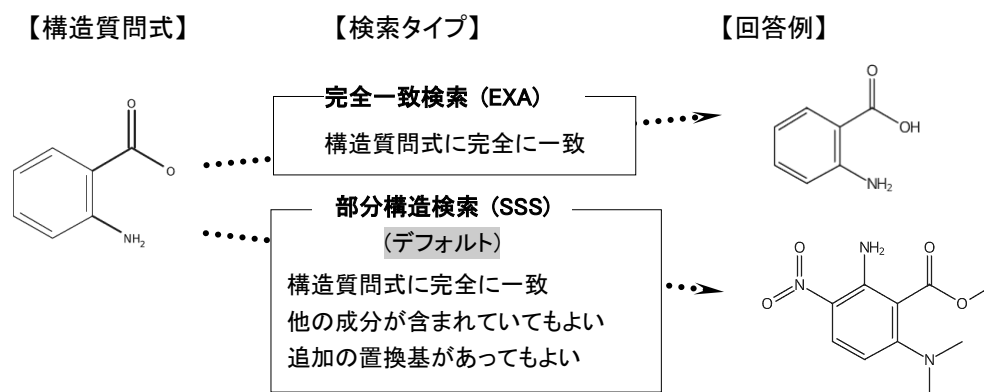 【構造質問式】
【検索タイプ】
【回答例】
完全一致検索 (EXA)
構造質問式に完全に一致
部分構造検索 (SSS)
(デフォルト)
構造質問式に完全に一致
他の成分が含まれていてもよい
追加の置換基があってもよい
O
O
NH₂
O
OH
NH₂
O
NH₂
O
N
O
O
N